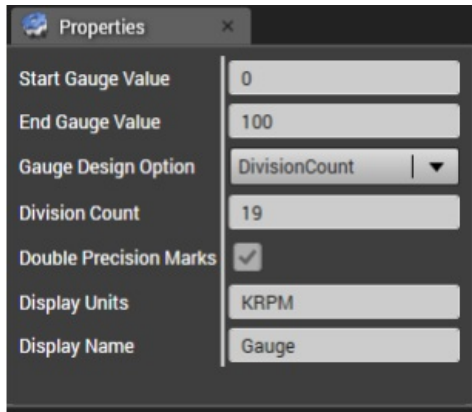 Properties
Start Gauge Value 0
End Gauge Value 100
Gauge Design Option DivisionCount
Division Count 19
Double Precision Marks
Display Units KRPM
Display Name Gauge